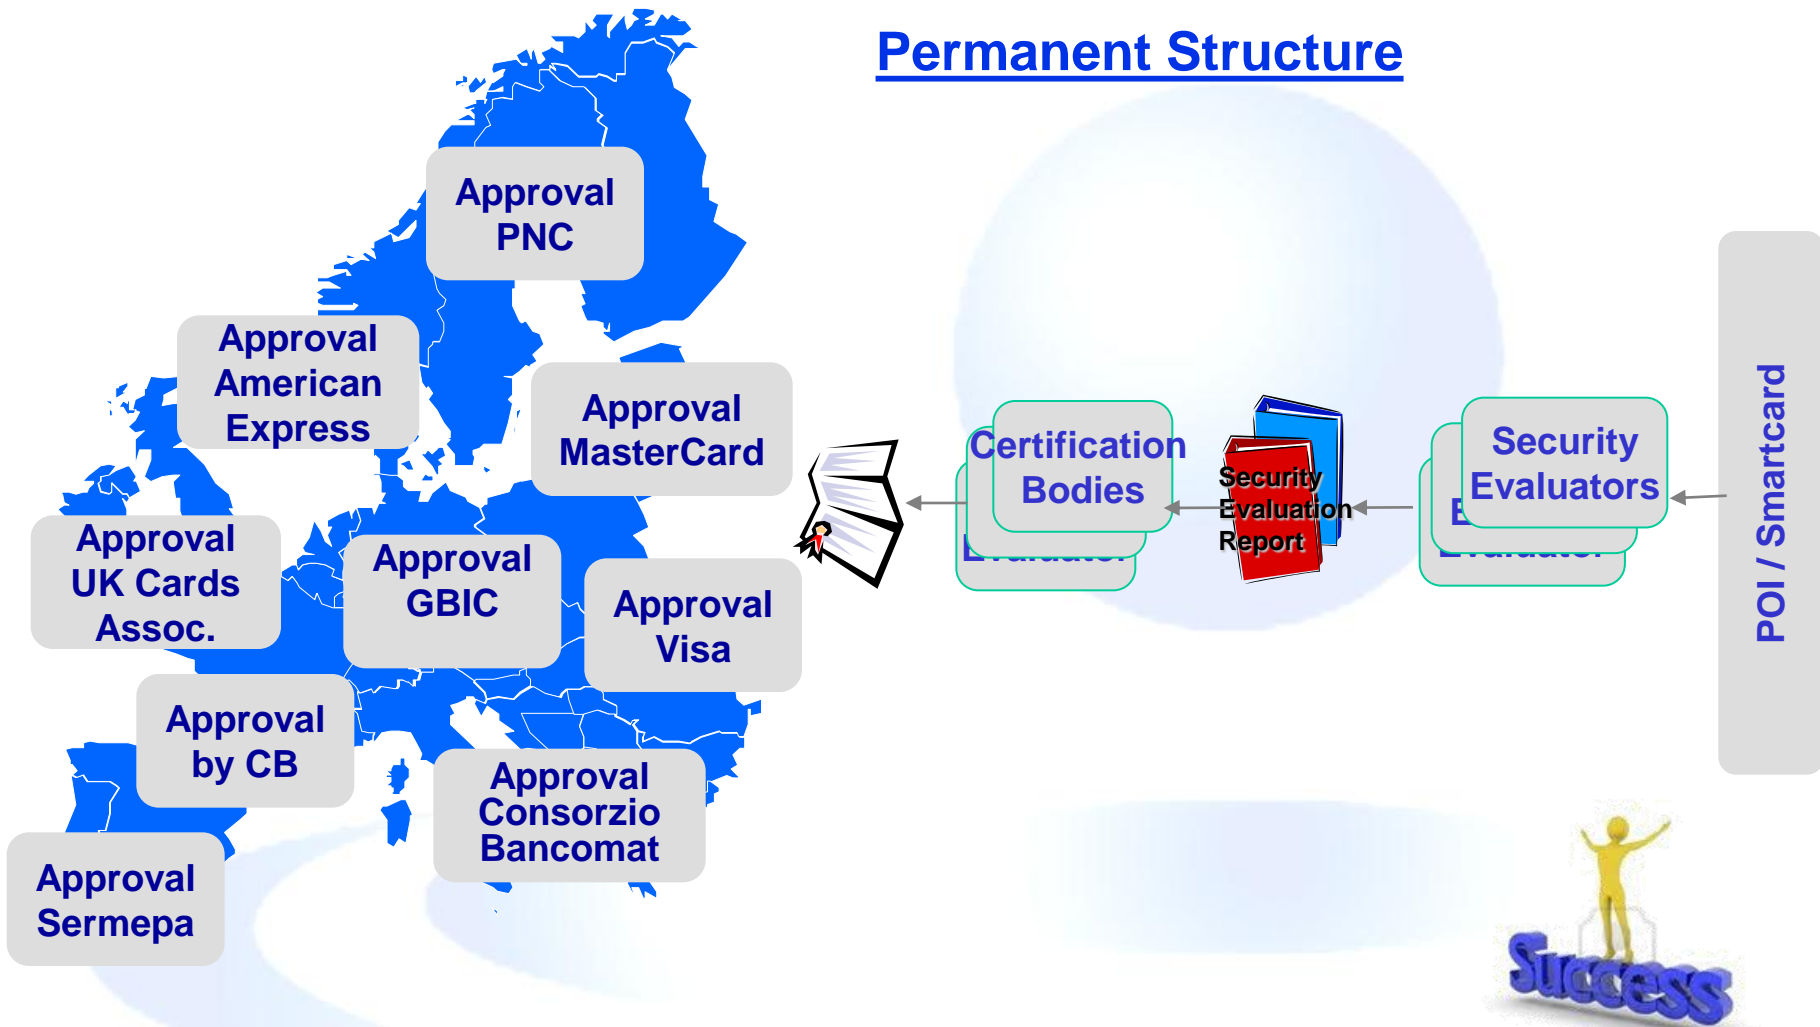 Permanent Structure
Approval
PNC
Approval
American
Express
Approval
MasterCard
Approval
UK Cards
Assoc.
Approval
GBIC
Approval
Visa
Approval
by CB
Approval
Consorzio
Bancomat
Approval
Sermepa
Certification
Bodies
Security
Evaluation
Report
Security
Evaluators
POI / Smartcard
Success